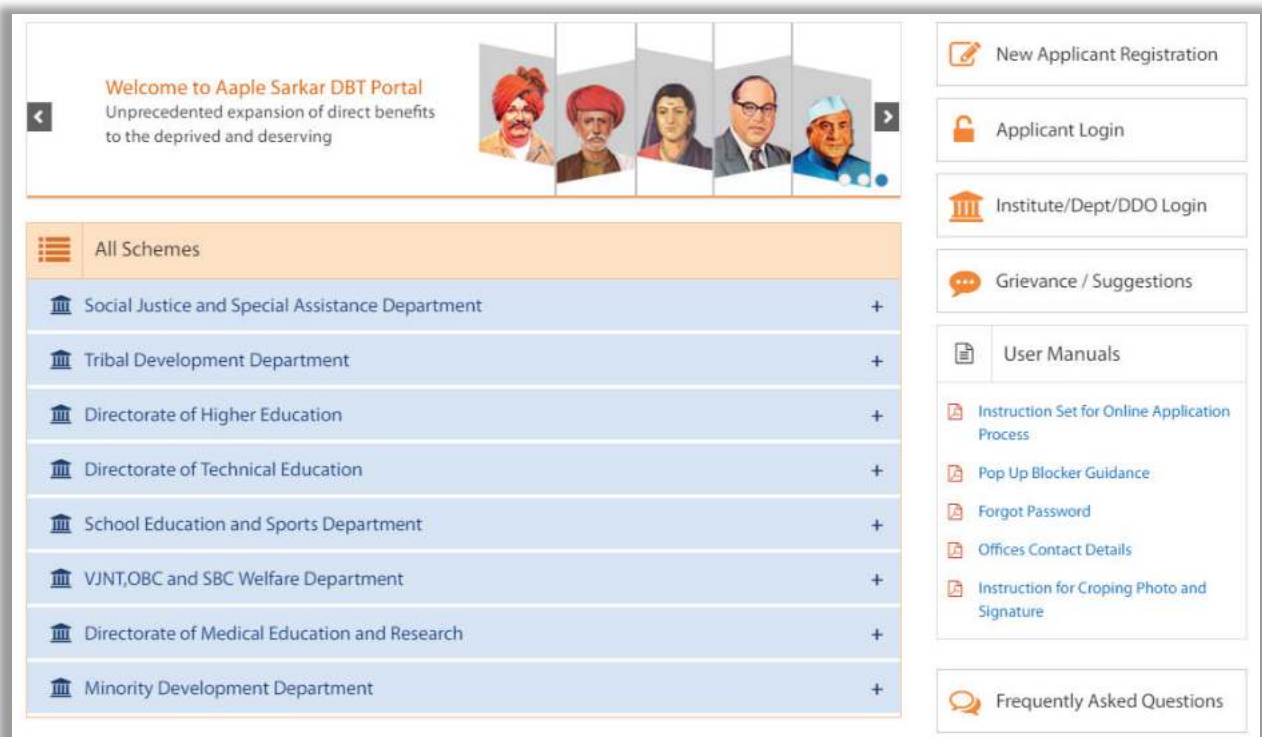 Welcome to Aaple Sarkar DBT Portal
Unprecedented expansion of direct benefits
to the deprived and deserving
All Schemes
Social Justice and Special Assistance Department
+
Tribal Development Department
+
Directorate of Higher Education
+
Directorate of Technical Education
+
School Education and Sports Department
+
VJNT,OBC and SBC Welfare Department
+
Directorate of Medical Education and Research
+
Minority Development Department
+
New Applicant Registration
Applicant Login
Institute/Dept/DDO Login
Grievance / Suggestions
User Manuals
Instruction Set for Online Application
Process
Pop Up Blocker Guidance
Forgot Password
Offices Contact Details
Instruction for Croping Photo and
Signature
Frequently Asked Questions